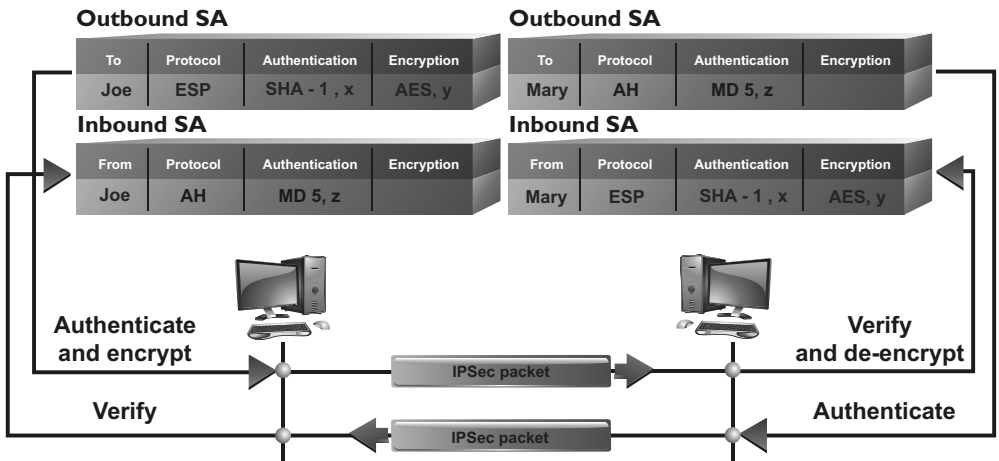 Outbound SA
To Protocol Authentication Encryption
Joe ESP SHA - 1 , x AES, y
Inbound SA
From Protocol Authentication Encryption
Joe AH MD 5, z
Outbound SA
To Protocol Authentication Encryption
Mary AH MD 5, z
Inbound SA
From Protocol Authentication Encryption
Mary ESP SHA - 1 , x AES, y
Authenticate
and encrypt
IPSec packet
Verify
and de-encrypt
Verify
IPSec packet
Authenticate